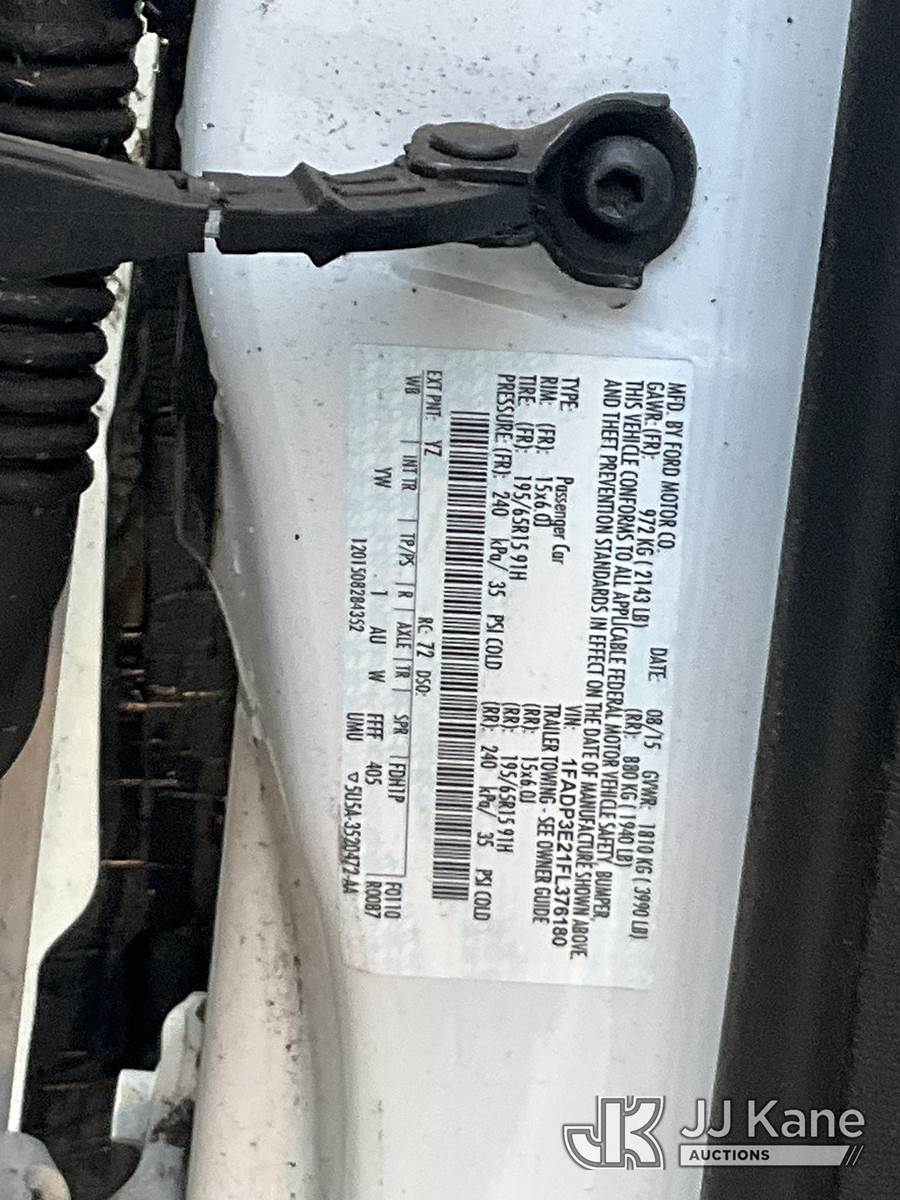 MFD. BY FORD MOTOR CO.
DATE: 08/15 GVWR: 1810 KG ( 3990 LB)
GAWR: (FR): 972 KG ( 2143 LB) (RR): 880 KG ( 1940 LB)
THIS VEHICLE CONFORMS TO ALL APPLICABLE FEDERAL MOTOR VEHICLE SAFETY, BUMPER,
AND THEFT PREVENTION STANDARDS IN EFFECT ON THE DATE OF MANUFACTURE SHOWN ABOVE.
VIN: 1FADP3E21FL376180
TYPE: Passenger Car TRAILER TOWING - SEE OWNER GUIDE
RIM: (FR): 15x6.0J (RR): 15x6.0J
TIRE: (FR): 195/65R15 91H (RR): 195/65R15 91H
PRESSURE: (FR): 240 kPa/ 35 PSI COLD (RR): 240 kPa/ 35 PSI COLD
EXT PNT: YZ RC: 72 DSO:
WB | INT TR | TP/PS | R | AXLE | TR | SPR | FDH1P F0110
YW 1 AU W FFFF 405 R0087
1201508284352 UMU ▽5U5A-3520472-AA
JK JJ Kane
AUCTIONS